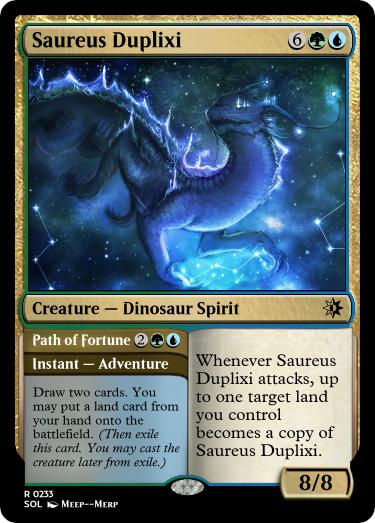 Saureus Duplixi 6
Creature — Dinosaur Spirit
Path of Fortune 2
Instant — Adventure
Draw two cards. You
may put a land card from
your hand onto the
battlefield. (Then exile
this card. You may cast the
creature later from exile.)
Whenever Saureus
Duplixi attacks, up
to one target land
you control
becomes a copy of
Saureus Duplixi.
8/8
R 0233
SOL Meep--Merp